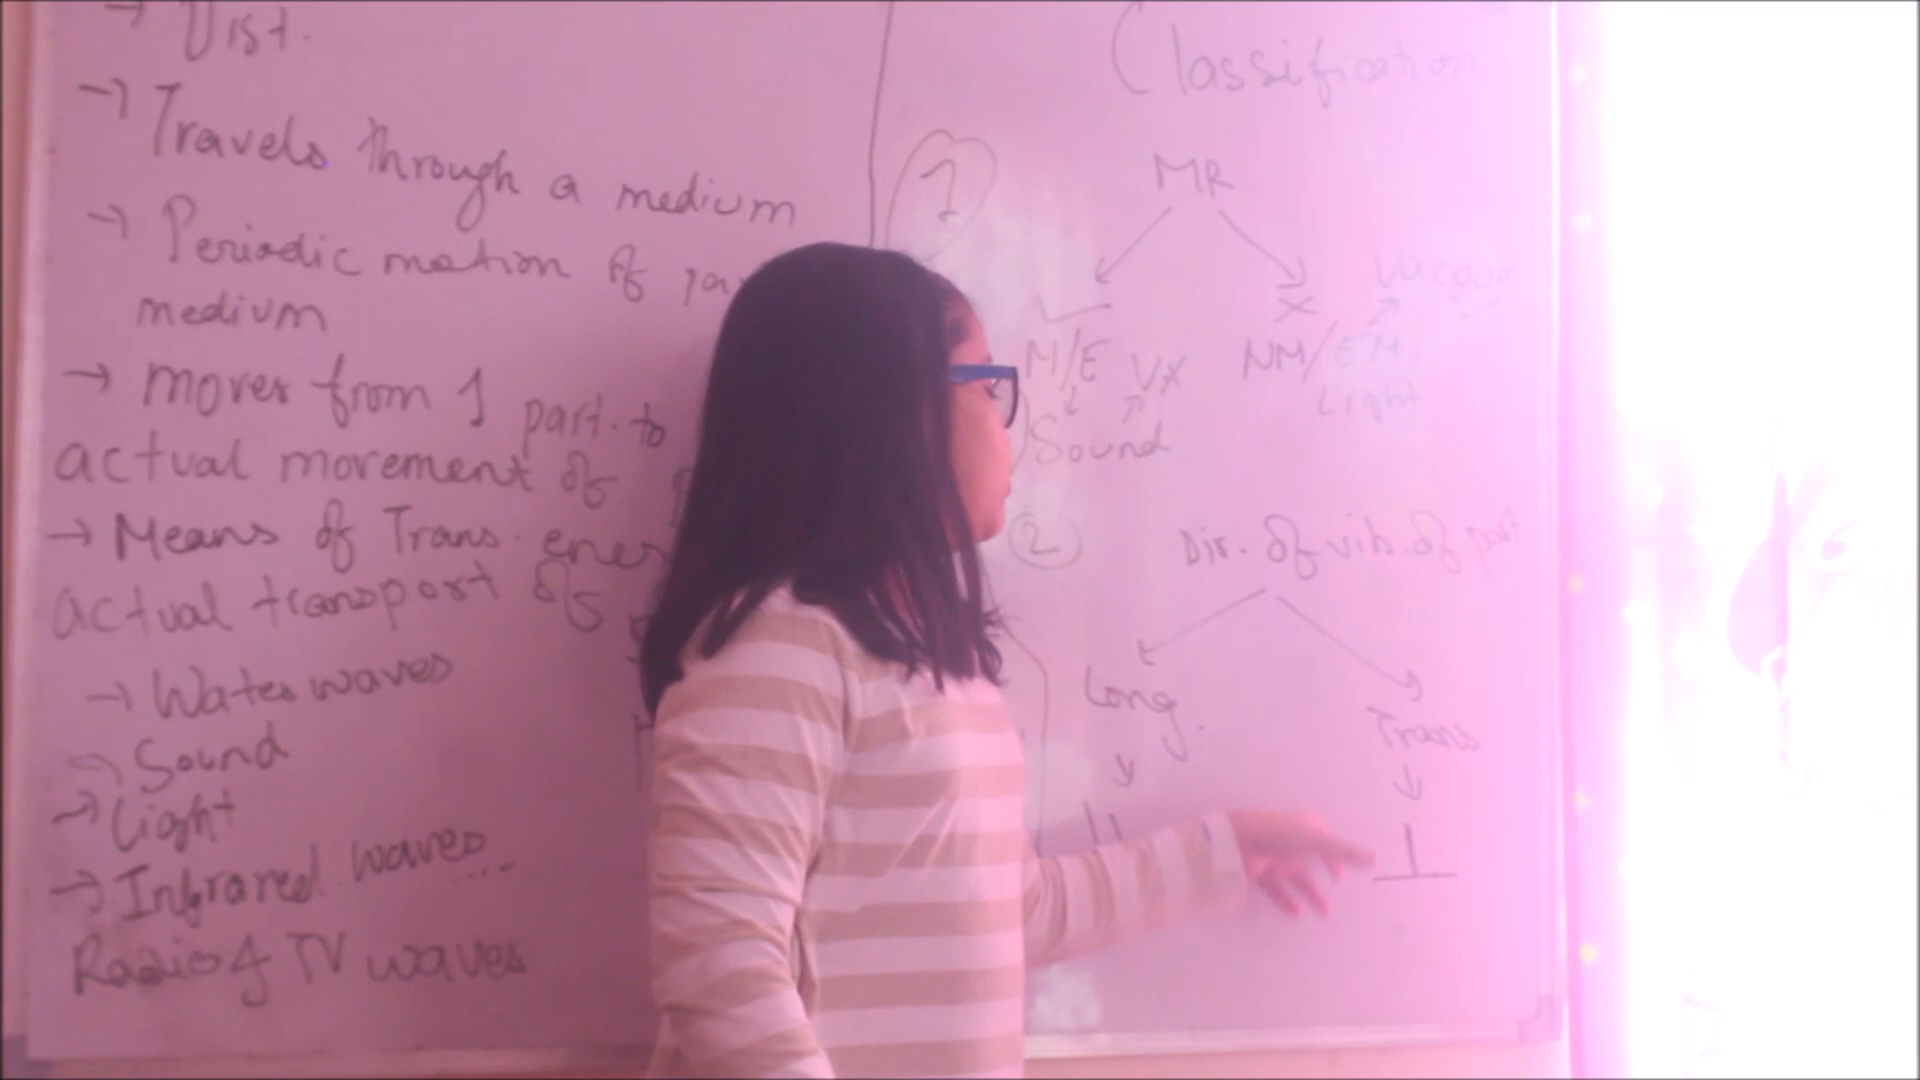 → Dist.
→ Travels through a medium
→ Periodic motion of
medium
→ moves from 1 part. to
actual movement of
→ Means of Trans.
actual transport of
→ Water waves
→ Sound
→ Light
→ Infrared waves...
Radio & TV waves
Classification
1
MR
✓ X Vacuum
M/E VX NM/EM
Sound Light
2 Dir. of vib. of part
Long. Trans
|| ⊥